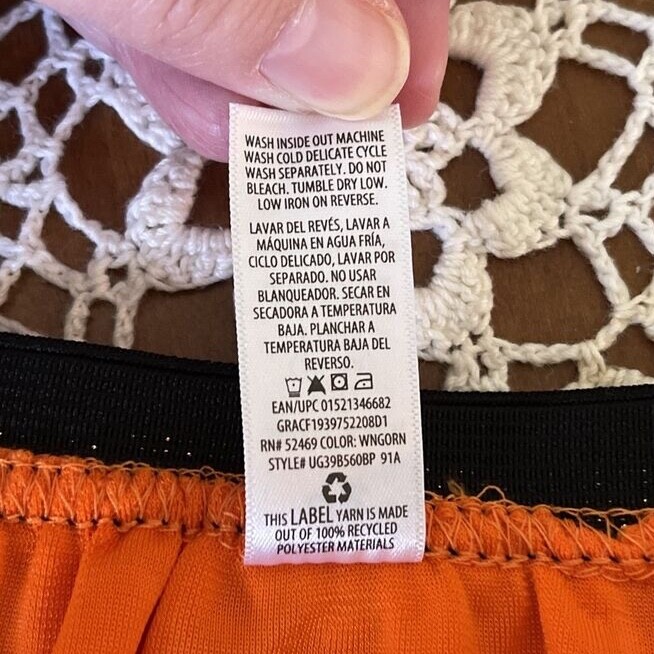 WASH INSIDE OUT MACHINE
WASH COLD DELICATE CYCLE
WASH SEPARATELY. DO NOT
BLEACH. TUMBLE DRY LOW.
LOW IRON ON REVERSE.
LAVAR DEL REVÉS, LAVAR A
MÁQUINA EN AGUA FRÍA,
CICLO DELICADO, LAVAR POR
SEPARADO. NO USAR
BLANQUEADOR. SECAR EN
SECADORA A TEMPERATURA
BAJA. PLANCHAR A
TEMPERATURA BAJA DEL
REVERSO.
EAN/UPC 01521346682
GRACF1939752208D1
RN# 52469 COLOR: WNGORN
STYLE# UG39B560BP 91A
THIS LABEL YARN IS MADE
OUT OF 100% RECYCLED
POLYESTER MATERIALS